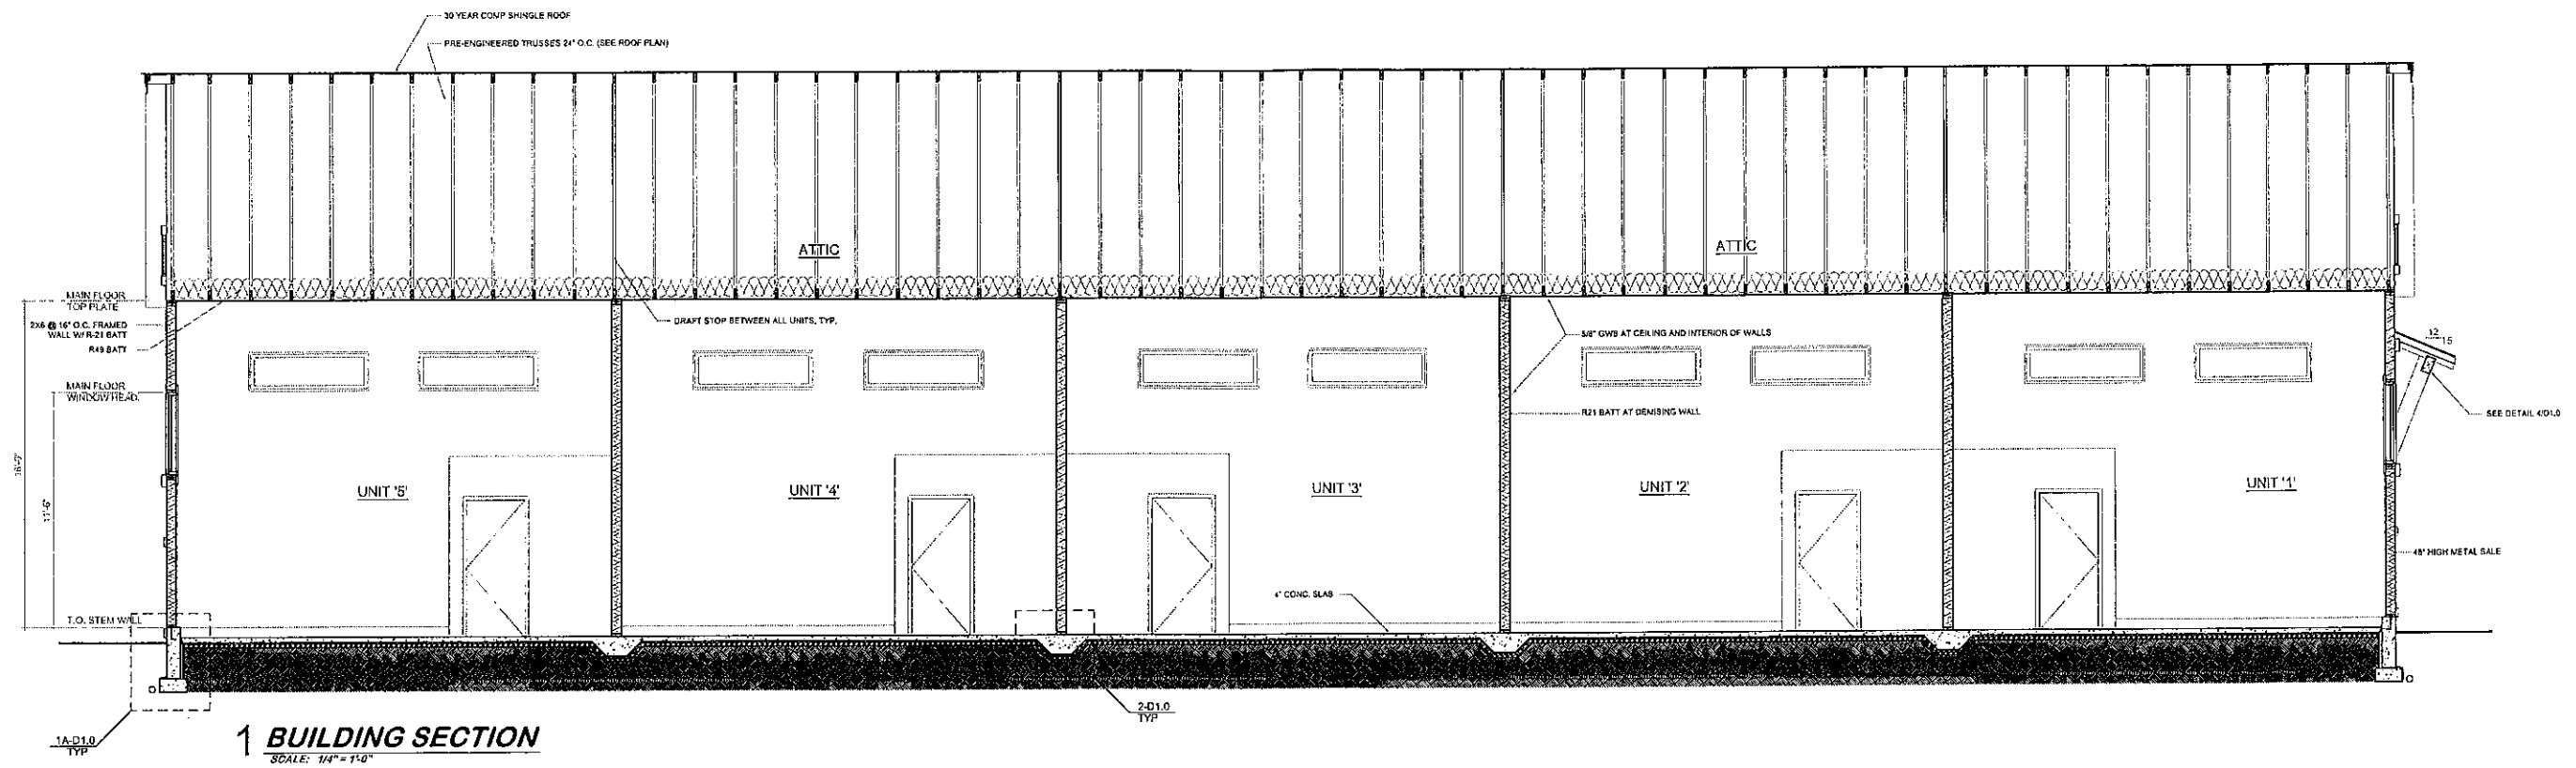 30 YEAR COMP SHINGLE ROOF
PRE-ENGINEERED TRUSSES 24" O.C. (SEE ROOF PLAN)
ATTIC
ATTIC
MAIN FLOOR
TOP PLATE
2X6 @ 16" O.C. FRAMED
WALL W/ R-21 BATT
R49 BATT
DRAFT STOP BETWEEN ALL UNITS, TYP.
5/8" GWB AT CEILING AND INTERIOR OF WALLS
12
15
MAIN FLOOR
WINDOW HEAD.
R21 BATT AT DEMISING WALL
SEE DETAIL 4/D1.0
11'-6"
UNIT '5'
UNIT '4'
UNIT '3'
UNIT '2'
UNIT '1'
48" HIGH METAL SALE
4" CONC. SLAB
T.O. STEM WALL
1A-D1.0
TYP
2-D1.0
TYP
1 BUILDING SECTION
SCALE: 1/4" = 1'-0"